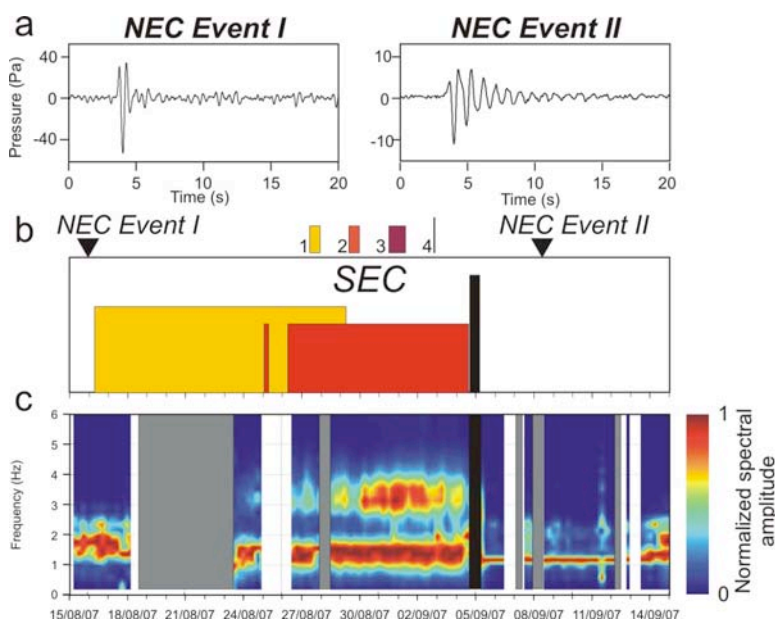 a
NEC Event I
NEC Event II
Pressure (Pa)
40
0
-40
0 5 10 15 20
Time (s)
10
0
-10
0 5 10 15 20
Time (s)
b
NEC Event I
1 2 3 4
NEC Event II
SEC
c
Frequency (Hz)
6
5
4
3
2
1
0
15/08/07 18/08/07 21/08/07 24/08/07 27/08/07 30/08/07 02/09/07 05/09/07 08/09/07 11/09/07 14/09/07
1
0
Normalized spectral
amplitude